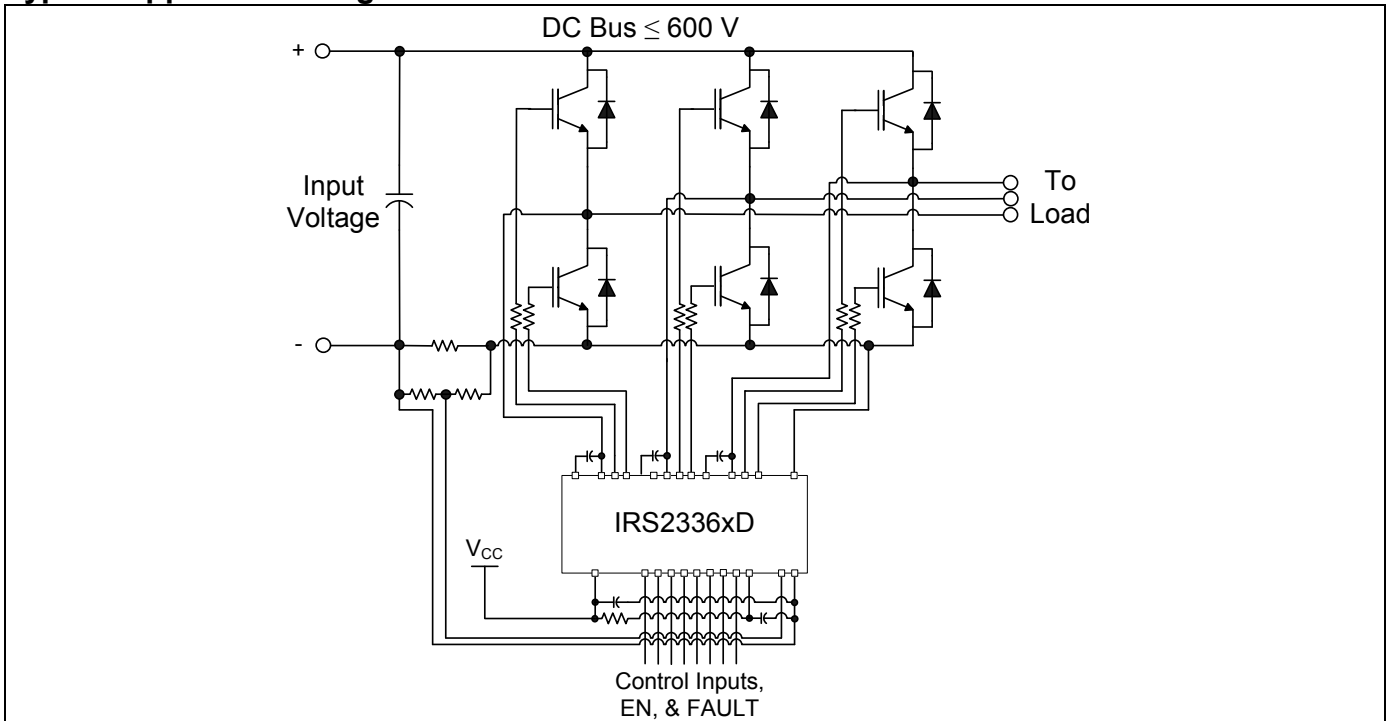 DC Bus ≤ 600 V
+
Input
Voltage
To
Load
-
IRS2336xD
VCC
Control Inputs,
EN, & FAULT